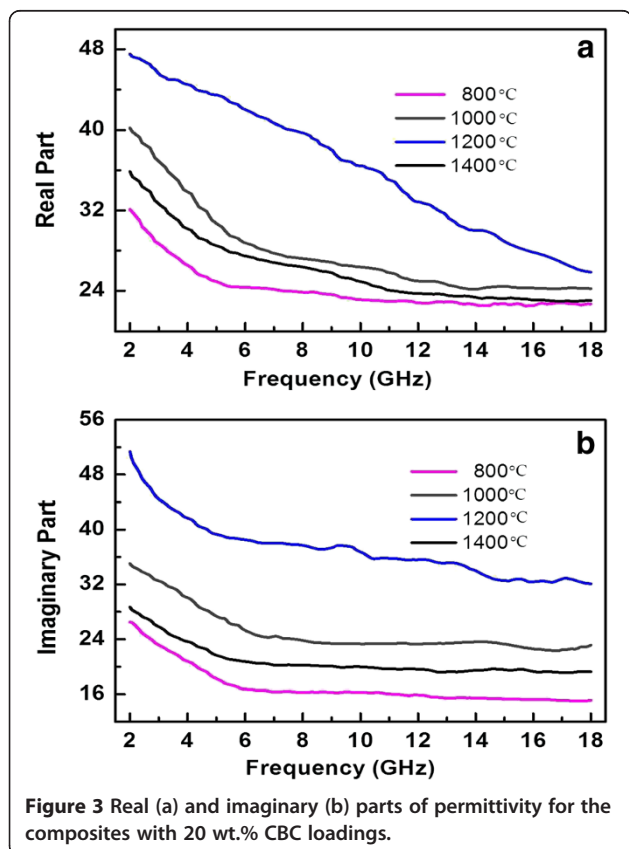 a
48
40
32
24
Real Part
800°C
1000°C
1200°C
1400°C
2 4 6 8 10 12 14 16 18
Frequency (GHz)
b
56
48
40
32
24
16
Imaginary Part
800°C
1000°C
1200°C
1400°C
2 4 6 8 10 12 14 16 18
Frequency (GHz)
Figure 3 Real (a) and imaginary (b) parts of permittivity for the
composites with 20 wt.% CBC loadings.